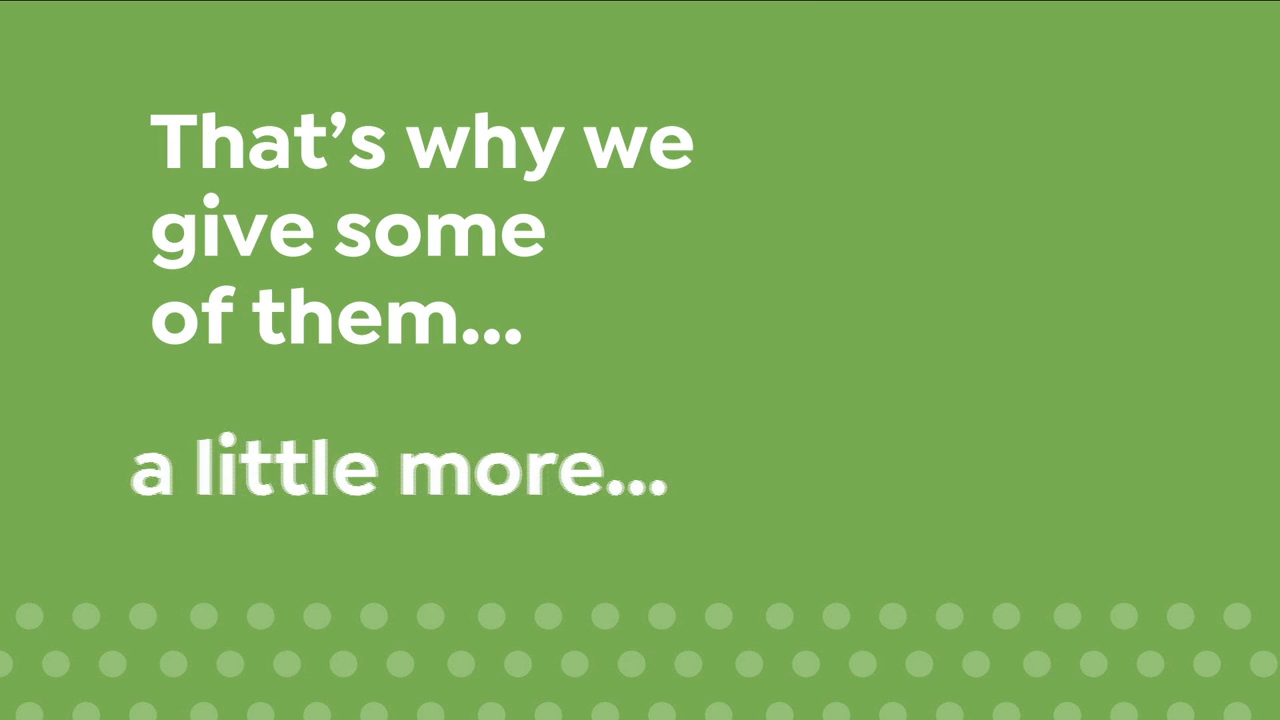 That’s why we
give some
of them...
a little more...